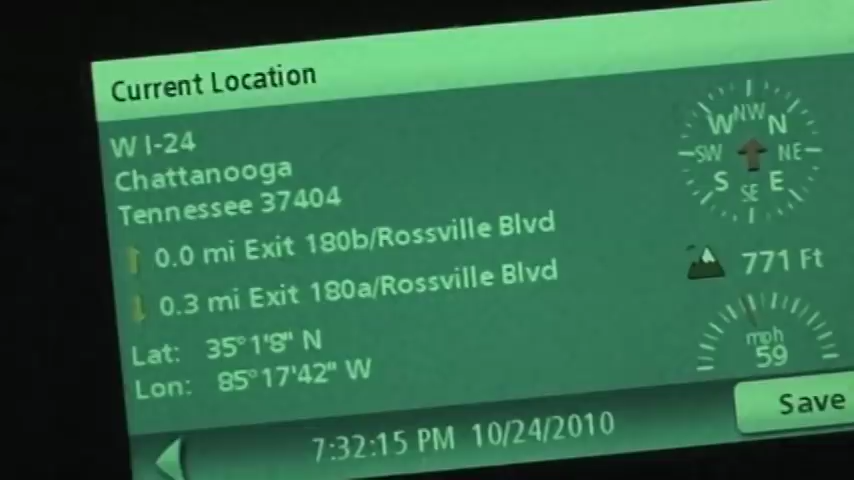 Current Location
W I-24
Chattanooga
Tennessee 37404
0.0 mi Exit 180b/Rossville Blvd
0.3 mi Exit 180a/Rossville Blvd
Lat: 35°1'8" N
Lon: 85°17'42" W
W NW N
SW NE
S SE E
771 Ft
mph
59
7:32:15 PM 10/24/2010
Save